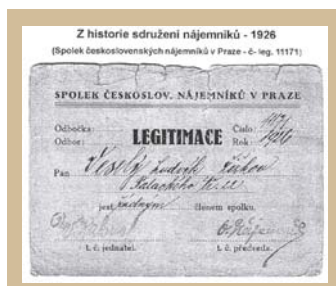 Z historie sdružení nájemníků - 1926
(Spolek československých nájemníků v Praze - č- leg. 11171)
SPOLEK ČESKOSLOV. NÁJEMNÍKŮ V PRAZE
Odbočka: Číslo:
Odbor: LEGITIMACE Rok: 1926
Pan Veselý Ludvík Žižkov
Palackého tř.
jest řádným členem spolku.
t. č. jednatel. t. č. předseda.